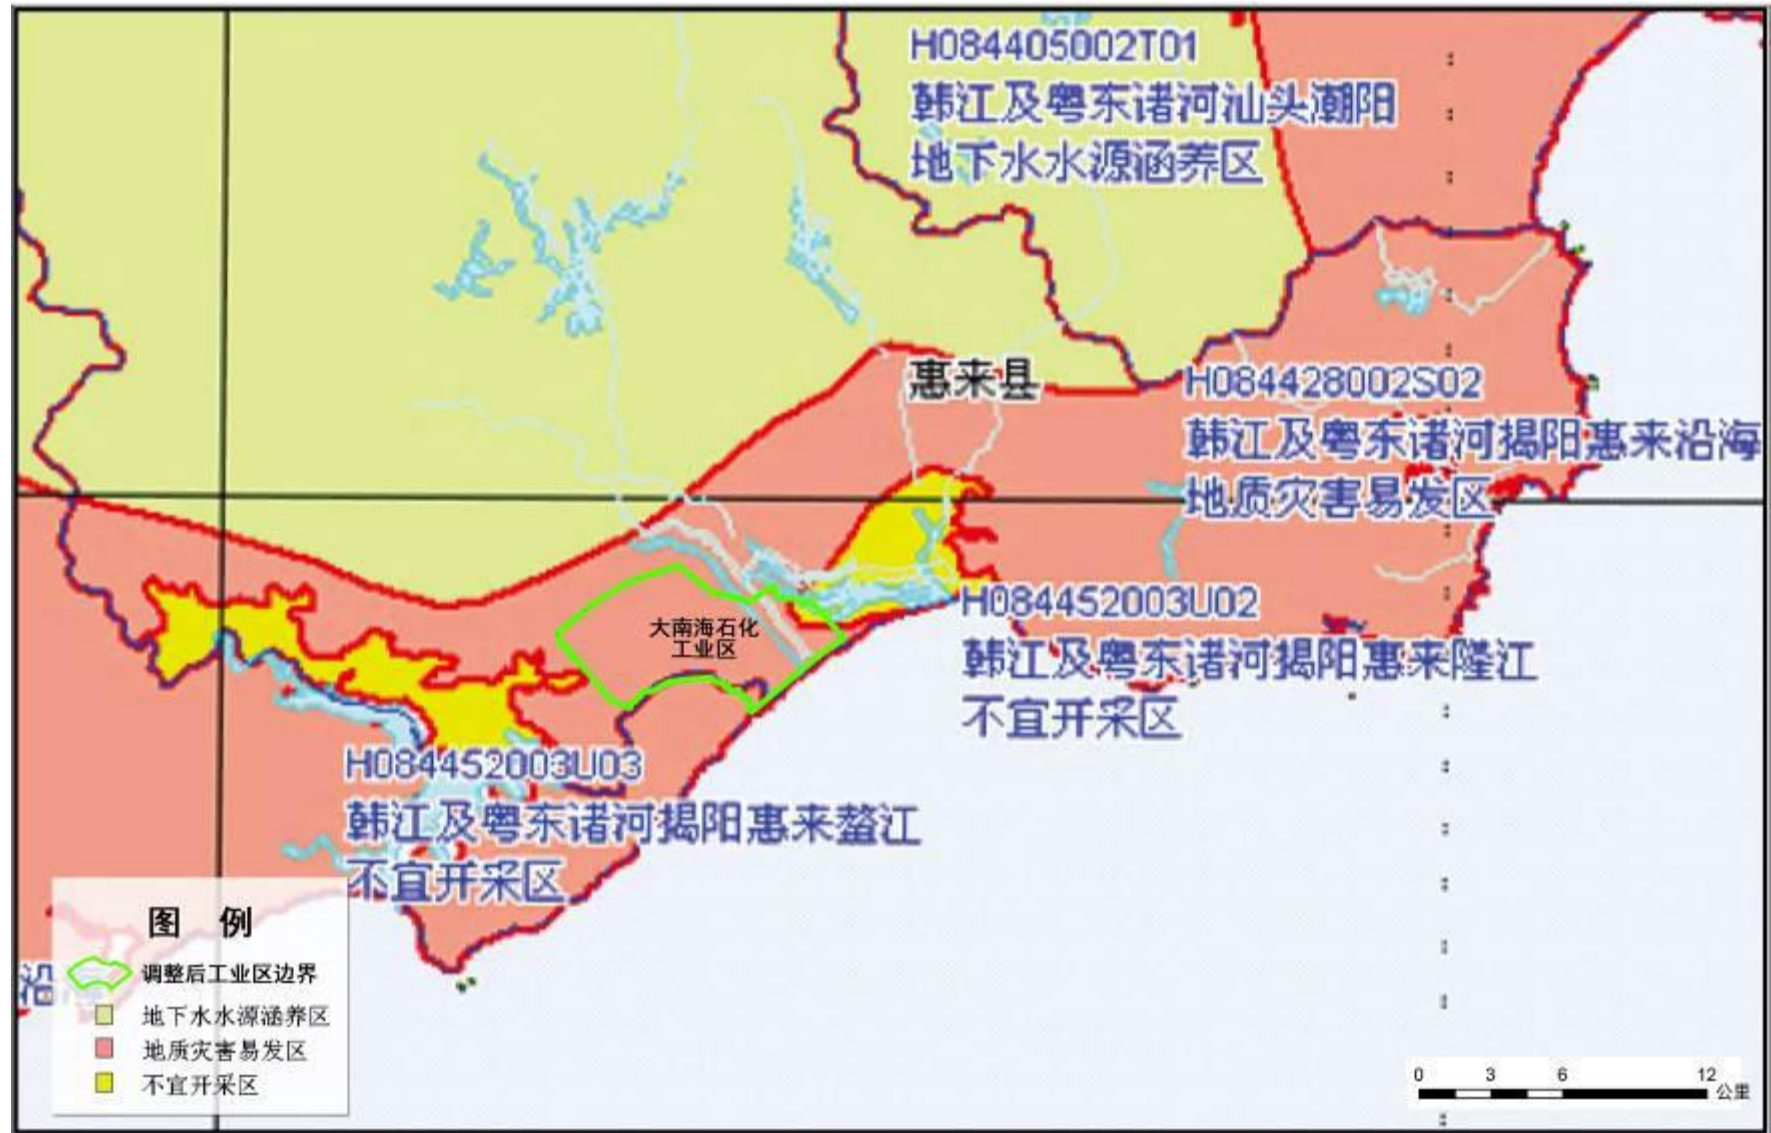 H084405002T01
韩江及粤东诸河汕头潮阳
地下水水源涵养区
惠来县
H084428002S02
韩江及粤东诸河揭阳惠来沿海
地质灾害易发区
H084452003U02
韩江及粤东诸河揭阳惠来隆江
不宜开采区
大南海石化
工业区
H084452003U03
韩江及粤东诸河揭阳惠来螯江
不宜开采区
图 例
调整后工业区边界
地下水水源涵养区
地质灾害易发区
不宜开采区
0 3 6 12
公里